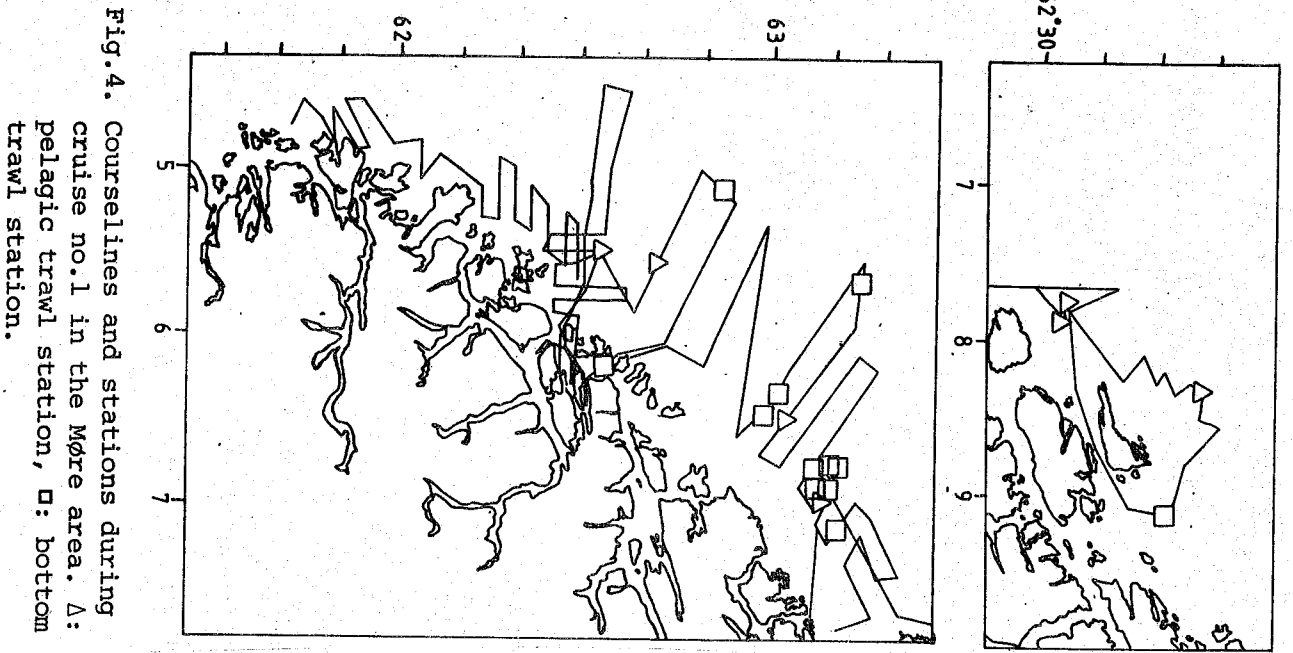 Fig.4. Courselines and stations during
cruise no.1 in the Møre area. Δ:
pelagic trawl station, □: bottom
trawl station.
62
63
5
6
7
2°30
7
8
9